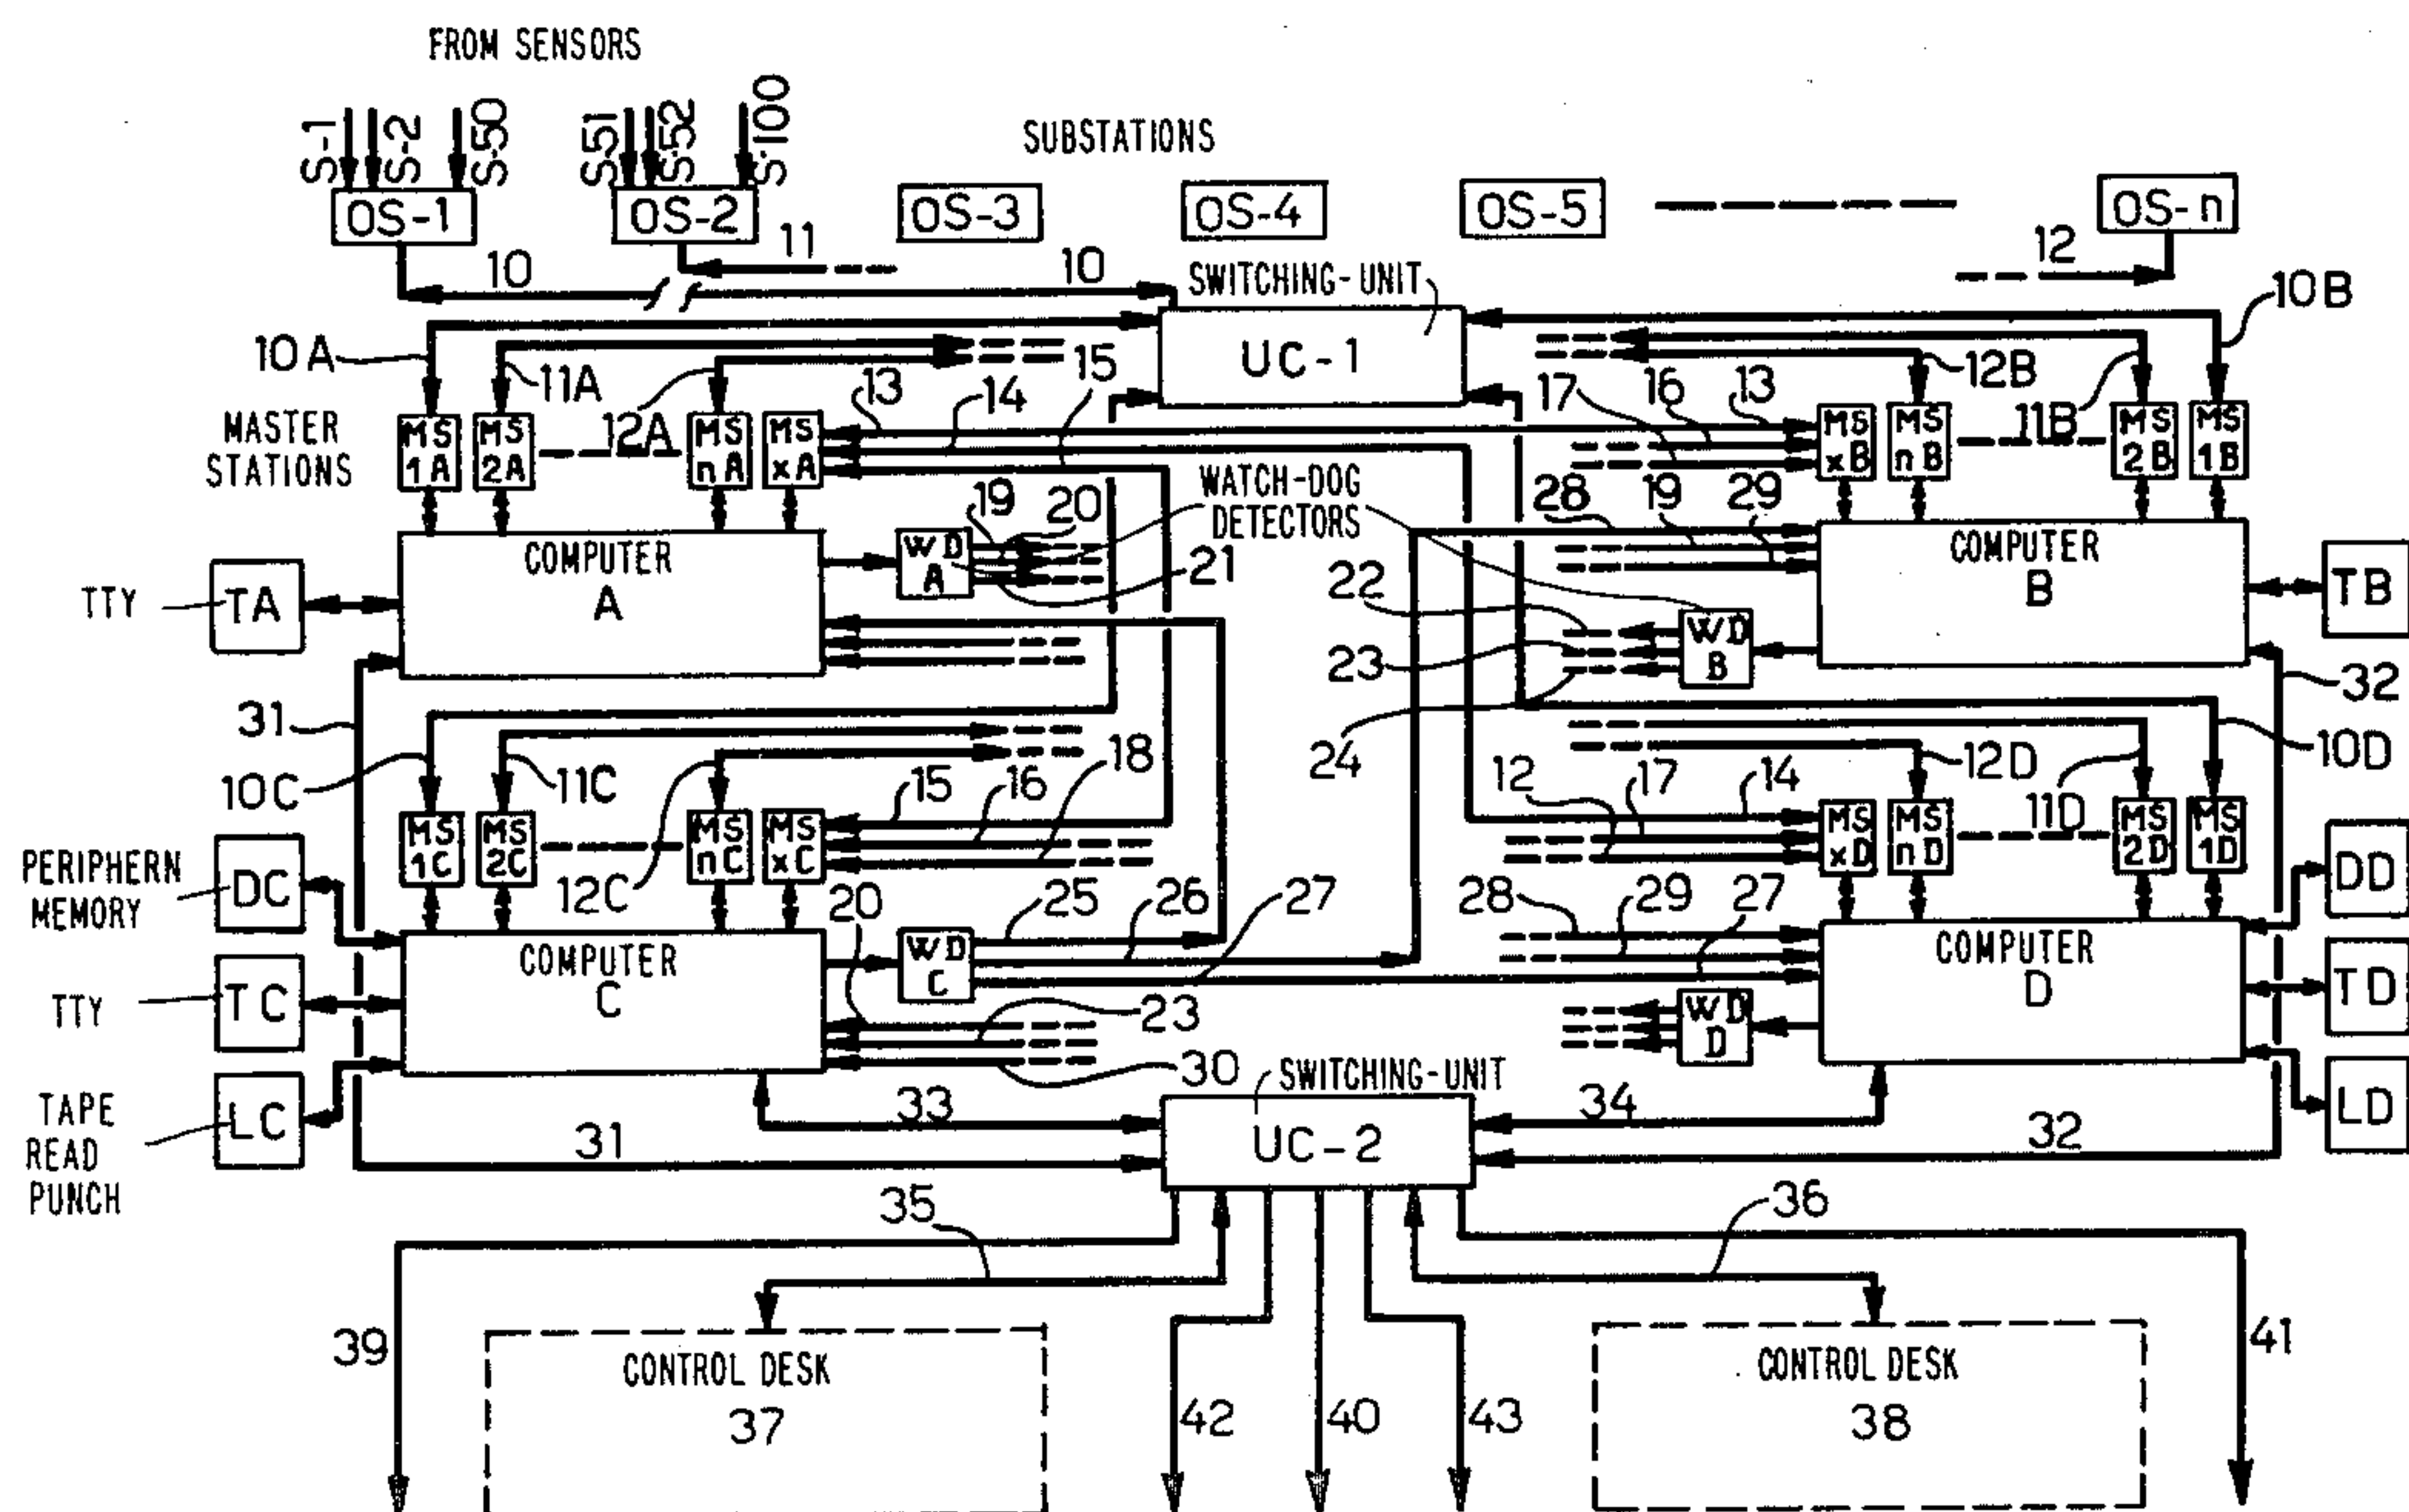 FROM SENSORS
S-1
S-2
S-50
S-51
S-52
S-100
SUBSTATIONS
OS-1
OS-2
OS-3
OS-4
OS-5
OS-n
10
11
10
12
SWITCHING-UNIT
UC-1
10A
11A
12A
13
14
15
17
16
13
12B
11B
10B
MASTER
STATIONS
MS
1A
MS
2A
MS
nA
MS
xA
MS
xB
MS
nB
MS
2B
MS
1B
WATCH-DOG
DETECTORS
19
20
21
28
19
29
COMPUTER
A
WD
A
COMPUTER
B
TTY
TA
TB
22
23
24
WD
B
31
32
10C
11C
12C
15
16
18
12
17
14
12D
11D
10D
MS
1C
MS
2C
MS
nC
MS
xC
MS
xD
MS
nD
MS
2D
MS
1D
PERIPHERN
MEMORY
DC
DD
20
25
26
27
28
29
27
COMPUTER
C
WD
C
COMPUTER
D
TTY
TC
TD
23
30
WD
D
TAPE
READ
PUNCH
LC
LD
SWITCHING-UNIT
UC-2
33
34
31
32
35
36
39
CONTROL DESK
37
42
40
43
CONTROL DESK
38
41